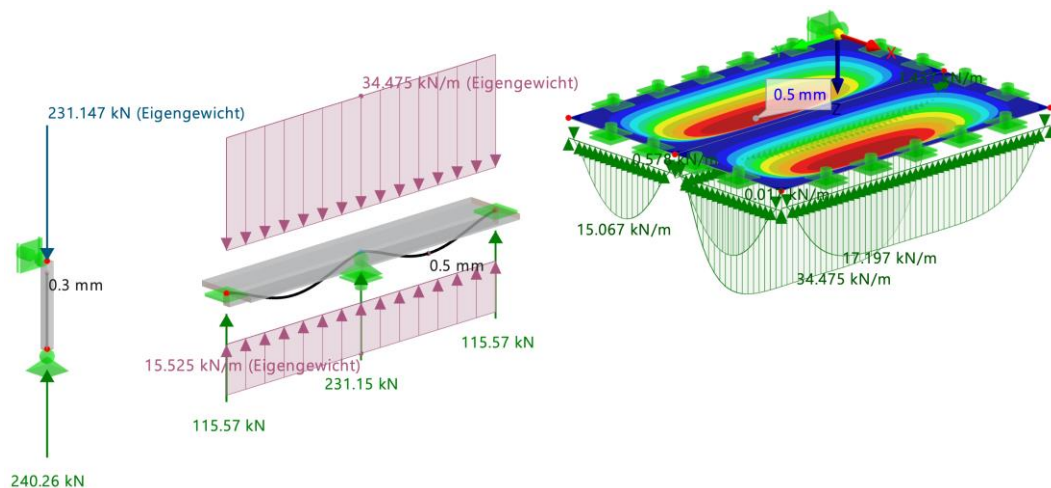 231.147 kN (Eigengewicht)
0.3 mm
240.26 kN
34.475 kN/m (Eigengewicht)
0.5 mm
15.525 kN/m (Eigengewicht)
115.57 kN
231.15 kN
115.57 kN
X
kN/m
0.5 mm
Z
0.578 kN/m
15.067 kN/m
17.197 kN/m
34.475 kN/m